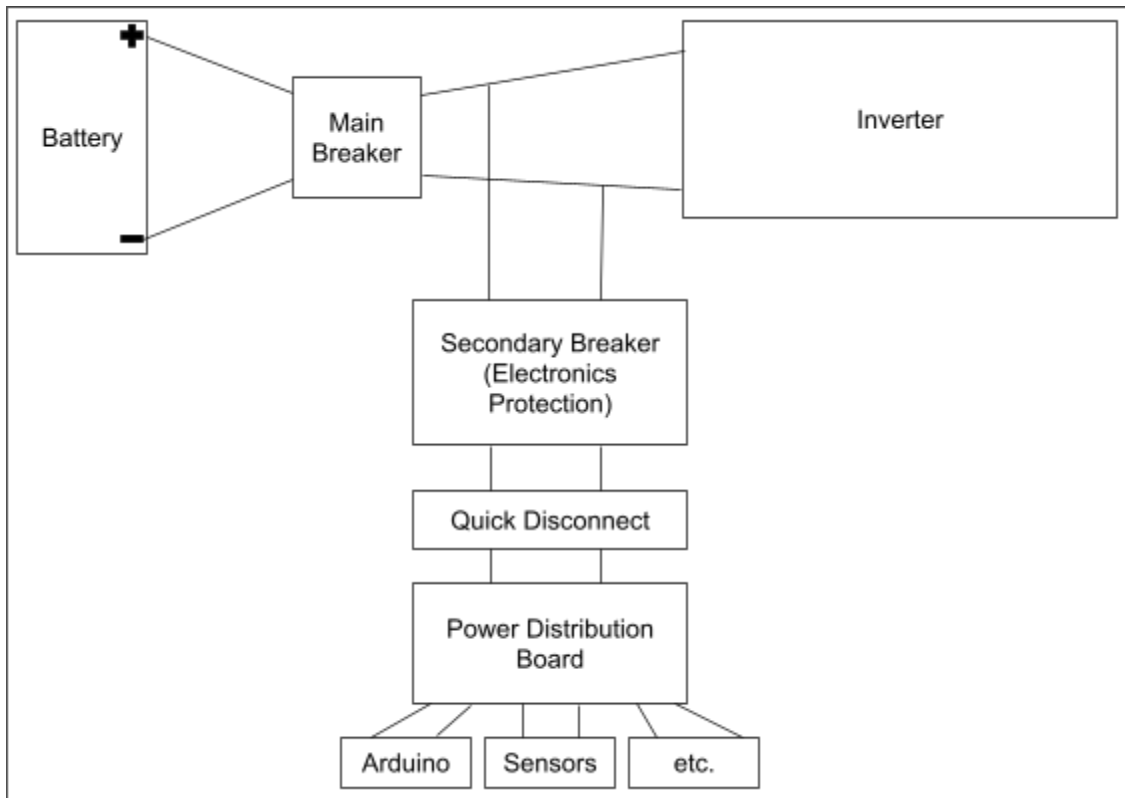 +
Battery
-
Main
Breaker
Inverter
Secondary Breaker
(Electronics
Protection)
Quick Disconnect
Power Distribution
Board
Arduino
Sensors
etc.